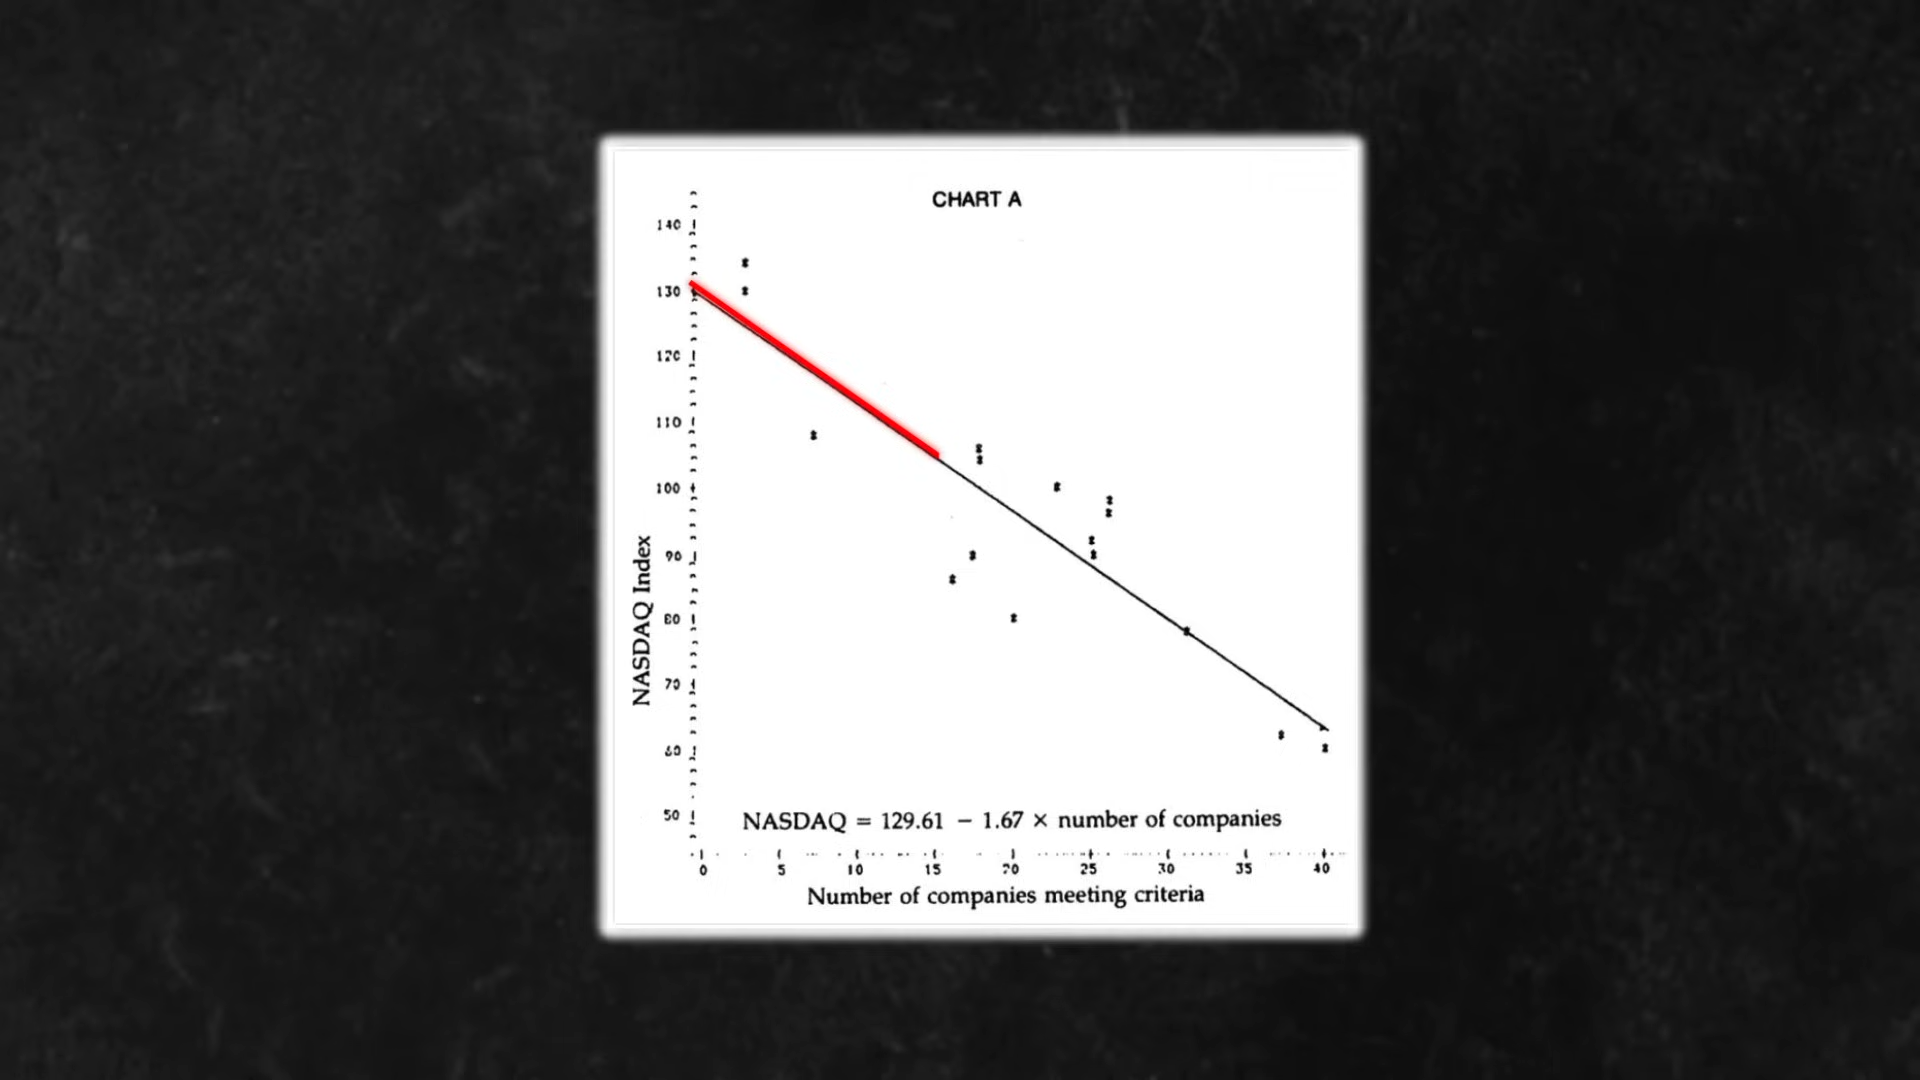 CHART A
140
130
120
110
100
90
80
70
60
50
NASDAQ Index
NASDAQ = 129.61 − 1.67 × number of companies
0 5 10 15 20 25 30 35 40
Number of companies meeting criteria